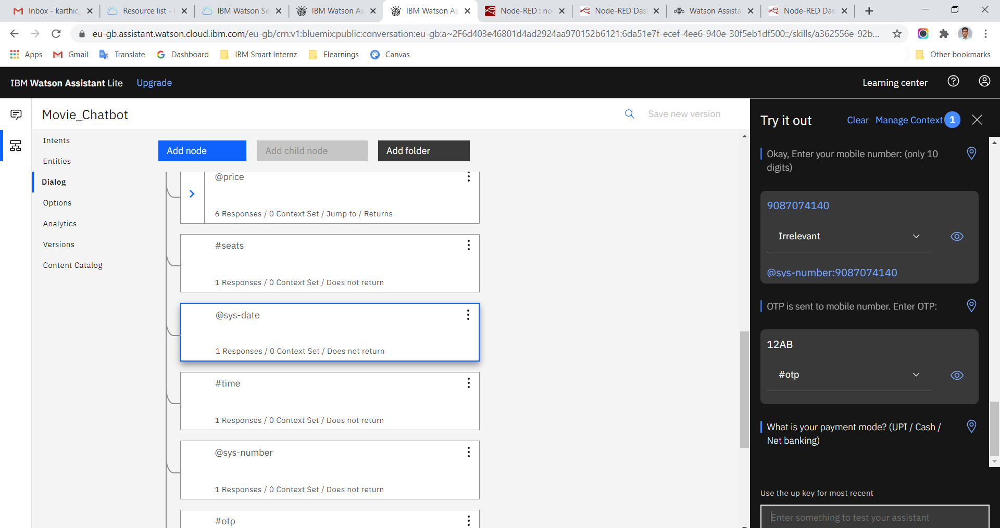 Inbox - karthic_
Resource list -
IBM Watson Se
IBM Watson As
IBM Watson As
Node-RED : no
Node-RED Das
Watson Assista
Node-RED Das
eu-gb.assistant.watson.cloud.ibm.com/eu-gb/crn:v1:bluemix:public:conversation:eu-gb:a~2F6d403e46801d4ad2924aa970152b6121:6da51e7f-ecef-4ee6-940e-30f5eb1df500::/skills/a362556e-92b...
Apps
Gmail
Translate
Dashboard
IBM Smart Internz
Elearnings
Canvas
Other bookmarks
IBM Watson Assistant Lite
Upgrade
Learning center
Movie_Chatbot
Save new version
Intents
Entities
Dialog
Options
Analytics
Versions
Content Catalog
Add node
Add child node
Add folder
@price
6 Responses / 0 Context Set / Jump to / Returns
#seats
1 Responses / 0 Context Set / Does not return
@sys-date
1 Responses / 0 Context Set / Does not return
#time
1 Responses / 0 Context Set / Does not return
@sys-number
1 Responses / 0 Context Set / Does not return
#otp
Try it out
Clear
Manage Context 1
Okay, Enter your mobile number: (only 10
digits)
9087074140
Irrelevant
@sys-number:9087074140
OTP is sent to mobile number. Enter OTP:
12AB
#otp
What is your payment mode? (UPI / Cash /
Net banking)
Use the up key for most recent
Enter something to test your assistant